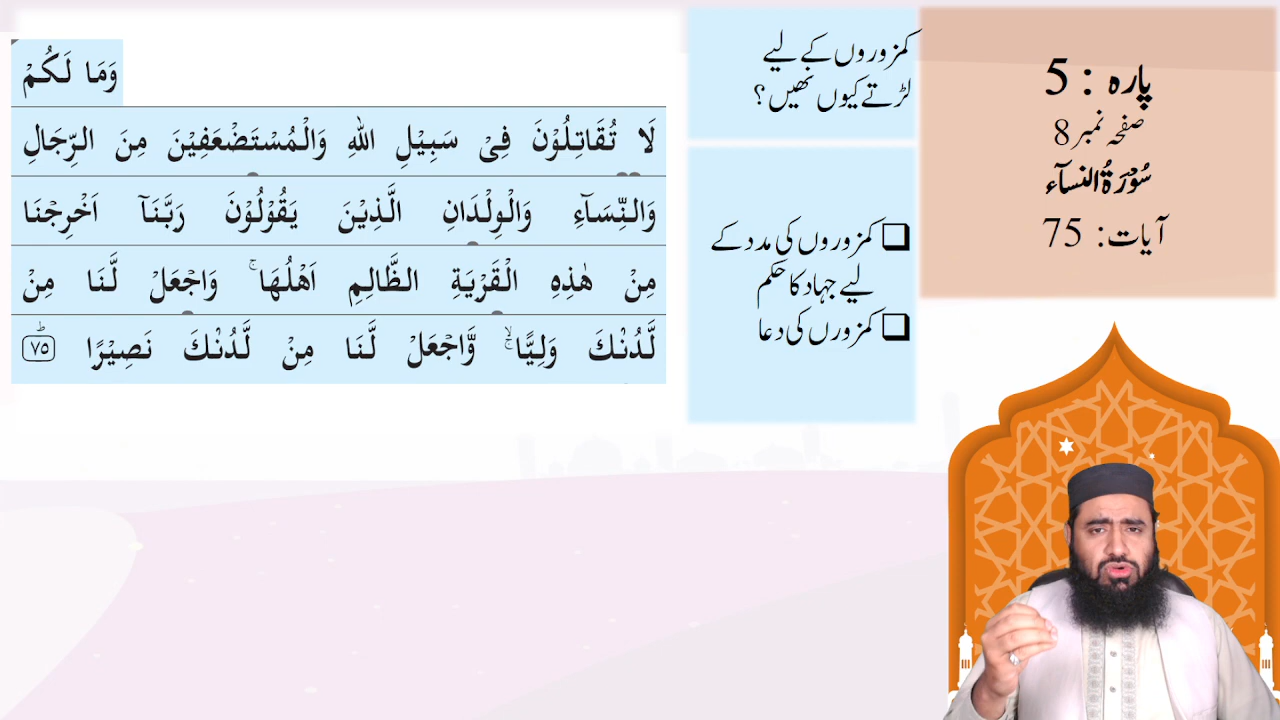 پارہ : 5
صفحہ نمبر 8
سُوْرَۃُ النسآء
آیات: 75
کمزوروں کے لیے
لڑتے کیوں نھیں؟
❑ کمزوروں کی مدد کے
لیے جہاد کا حکم
❑ کمزورں کی دعا
وَمَا لَكُمْ
لَا تُقَاتِلُوْنَ فِیْ سَبِیْلِ اللّٰهِ وَالْمُسْتَضْعَفِیْنَ مِنَ الرِّجَالِ
وَالنِّسَآءِ وَالْوِلْدَانِ الَّذِیْنَ یَقُوْلُوْنَ رَبَّنَاۤ اَخْرِجْنَا
مِنْ هٰذِهِ الْقَرْیَةِ الظَّالِمِ اَهْلُهَا ۚ وَاجْعَلْ لَّنَا مِنْ
لَّدُنْكَ وَلِیًّا ۙۚ وَّاجْعَلْ لَّنَا مِنْ لَّدُنْكَ نَصِیْرًا ؕ ﴿٧٥﴾